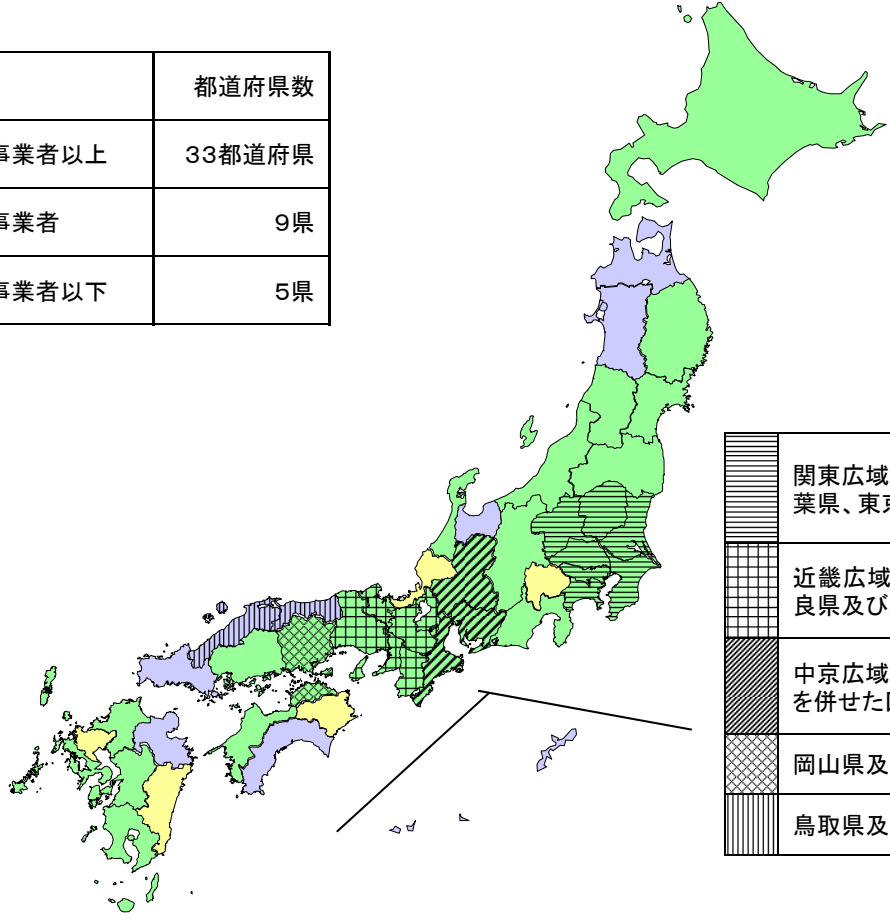 都道府県数
事業者以上 33都道府県
事業者 9県
事業者以下 5県
関東広域
葉県、東京
近畿広域
良県及び
中京広域
を併せた
岡山県及
鳥取県及